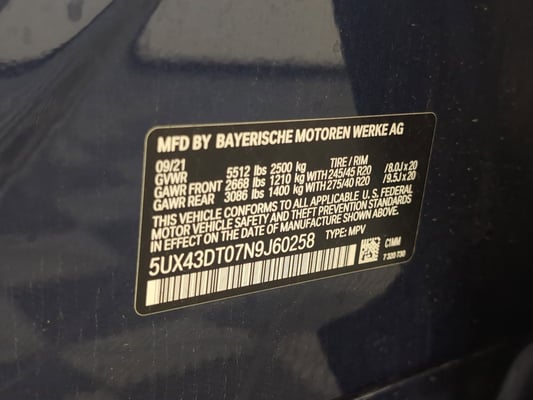 MFD BY BAYERISCHE MOTOREN WERKE AG
09/21 TIRE / RIM
GVWR 5512 lbs 2500 kg
GAWR FRONT 2668 lbs 1210 kg WITH 245/45 R20 /8.0J x 20
GAWR REAR 3086 lbs 1400 kg WITH 275/40 R20 /9.5J x 20
THIS VEHICLE CONFORMS TO ALL APPLICABLE U. S. FEDERAL
MOTOR VEHICLE SAFETY AND THEFT PREVENTION STANDARDS
IN EFFECT ON THE DATE OF MANUFACTURE SHOWN ABOVE.
5UX43DT07N9J60258 TYPE: MPV
C1MM
7 320 730